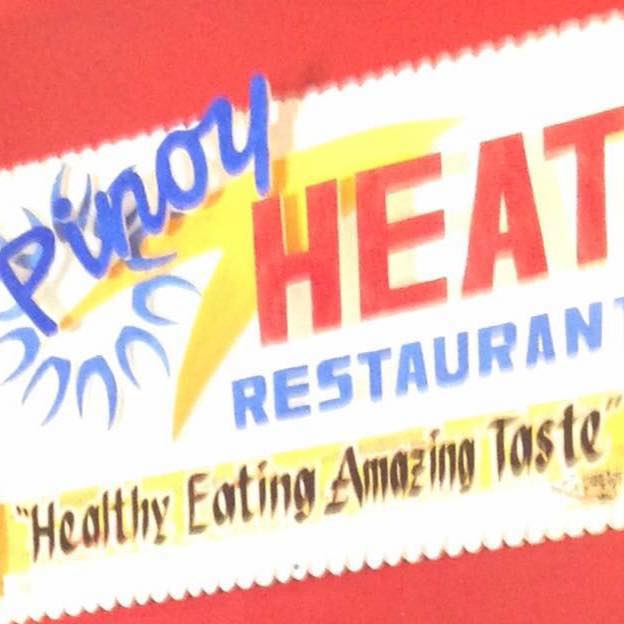 Pinoy
HEAT
RESTAURANT
"Healthy Eating Amazing Taste"